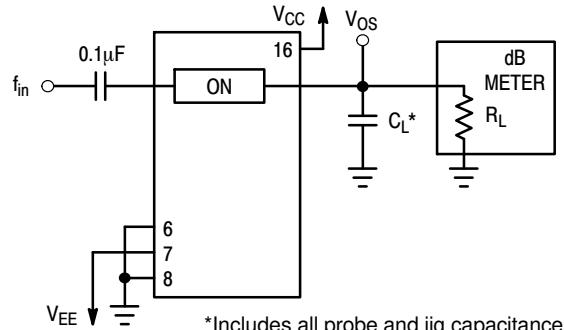 V_CC
V_OS
16
0.1µF
dB
METER
f_in
ON
C_L*
R_L
6
7
8
V_EE
*Includes all probe and jig capacitance